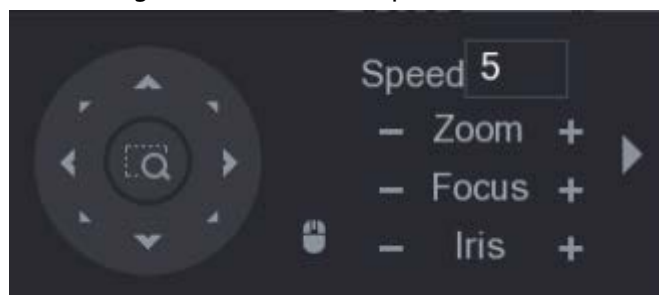 Speed 5
− Zoom +
− Focus +
− Iris +